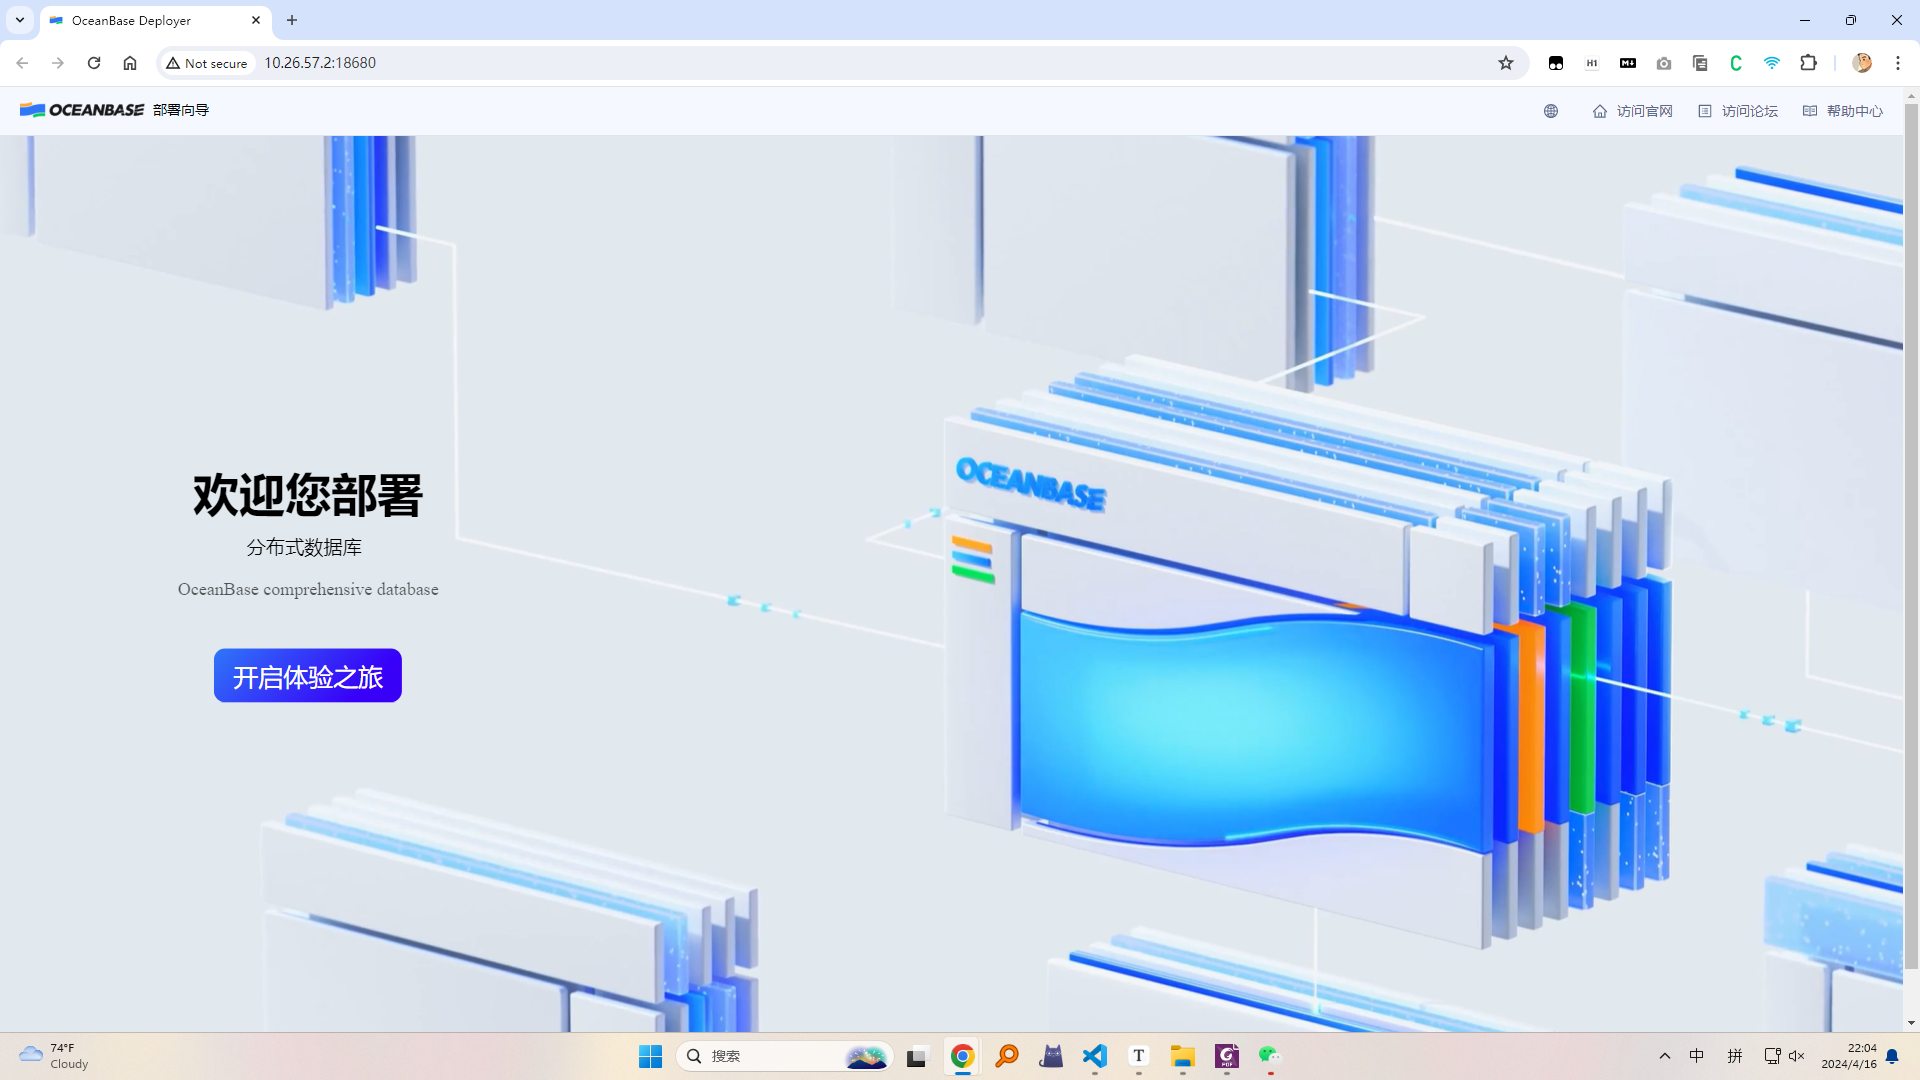 OceanBase Deployer
Not secure
10.26.57.2:18680
H1
OCEANBASE 部署向导
访问官网
访问论坛
帮助中心
OCEANBASE
欢迎您部署
分布式数据库
OceanBase comprehensive database
开启体验之旅
74°F
Cloudy
搜索
T
中
拼
22:04
2024/4/16